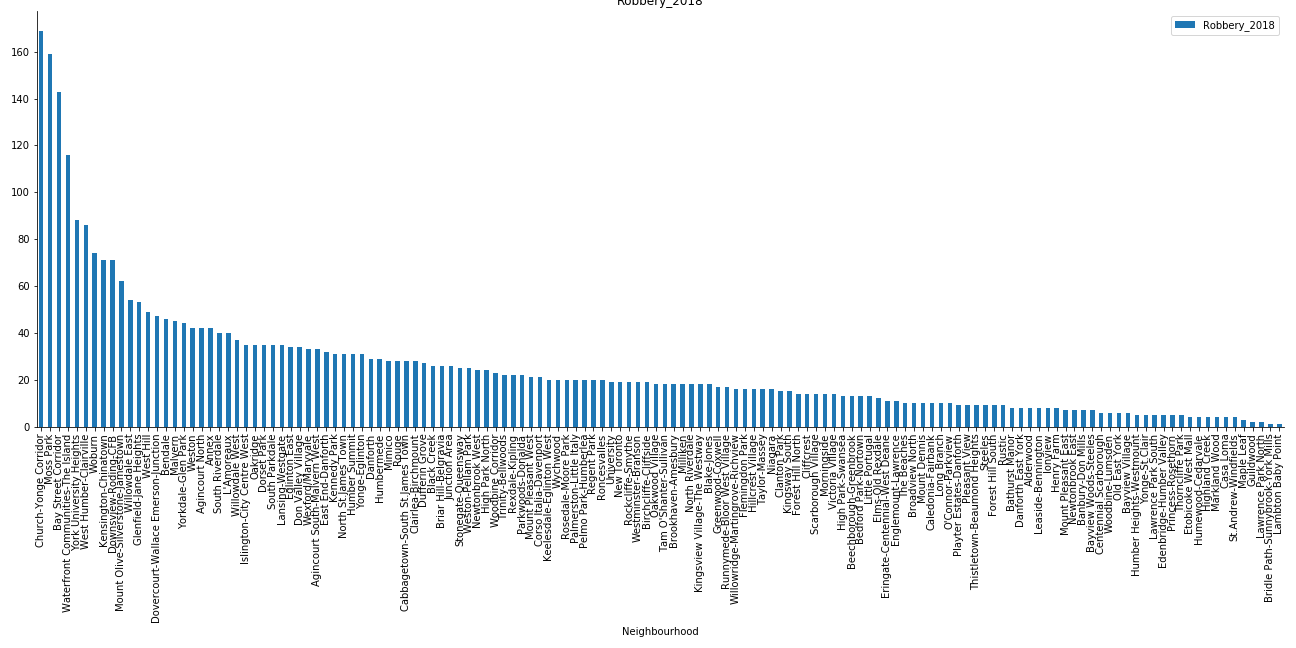 Robbery_2018
Robbery_2018
160
140
120
100
80
60
40
20
0
Church-Yonge Corridor
Moss Park
Bay Street Corridor
Waterfront Communities-The Island
York University Heights
West Humber-Clairville
Woburn
Kensington-Chinatown
Downsview-Roding-CFB
Mount Olive-Silverstone-Jamestown
Willowdale East
Glenfield-Jane Heights
West Hill
Dovercourt-Wallace Emerson-Junction
Bendale
Malvern
Yorkdale-Glen Park
Weston
Agincourt North
Annex
South Riverdale
L'Amoreaux
Willowdale West
Islington-City Centre West
Oakridge
Dorset Park
South Parkdale
Lansing-Westgate
Eglinton East
Don Valley Village
Wexford/Maryvale
Agincourt South-Malvern West
East End-Danforth
Kennedy Park
North St.James Town
Humber Summit
Yonge-Eglinton
Danforth
Humbermede
Mimico
Rouge
Cabbagetown-South St.James Town
Clairlea-Birchmount
Dufferin Grove
Black Creek
Briar Hill-Belgravia
Junction Area
Stonegate-Queensway
Weston-Pellam Park
Newtonbrook West
High Park North
Woodbine Corridor
Trinity-Bellwoods
Rexdale-Kipling
Parkwoods-Donalda
Mount Pleasant West
Corso Italia-Davenport
Keelesdale-Eglinton West
Wychwood
Rosedale-Moore Park
Palmerston-Little Italy
Pelmo Park-Humberlea
Regent Park
Roncesvalles
University
New Toronto
Rockcliffe-Smythe
Westminster-Branson
Birchcliffe-Cliffside
Oakwood Village
Tam O'Shanter-Sullivan
Brookhaven-Amesbury
Milliken
North Riverdale
Kingsview Village-The Westway
Blake-Jones
Greenwood-Coxwell
Runnymede-Bloor West Village
Willowridge-Martingrove-Richview
Flemingdon Park
Hillcrest Village
Taylor-Massey
Niagara
Clanton Park
Kingsway South
Forest Hill North
Cliffcrest
Scarborough Village
Morningside
Victoria Village
High Park-Swansea
Beechborough-Greenbrook
Bedford Park-Nortown
Little Portugal
Elms-Old Rexdale
Eringate-Centennial-West Deane
Englemount-Lawrence
The Beaches
Broadview North
Mount Dennis
Caledonia-Fairbank
Long Branch
O'Connor-Parkview
Playter Estates-Danforth
Pleasant View
Thistletown-Beaumond Heights
Steeles
Forest Hill South
Rustic
Bathurst Manor
Danforth East York
Alderwood
Leaside-Bennington
Ionview
Henry Farm
Mount Pleasant East
Newtonbrook East
Banbury-Don Mills
Bayview Woods-Steeles
Centennial Scarborough
Woodbine-Lumsden
Old East York
Bayview Village
Humber Heights-Westmount
Yonge-St.Clair
Lawrence Park South
Edenbridge-Humber Valley
Princess-Rosethorn
Thorncliffe Park
Etobicoke West Mall
Humewood-Cedarvale
Highland Creek
Markland Wood
Casa Loma
St.Andrew-Windfields
Maple Leaf
Guildwood
Lawrence Park North
Bridle Path-Sunnybrook-York Mills
Lambton Baby Point
Neighbourhood